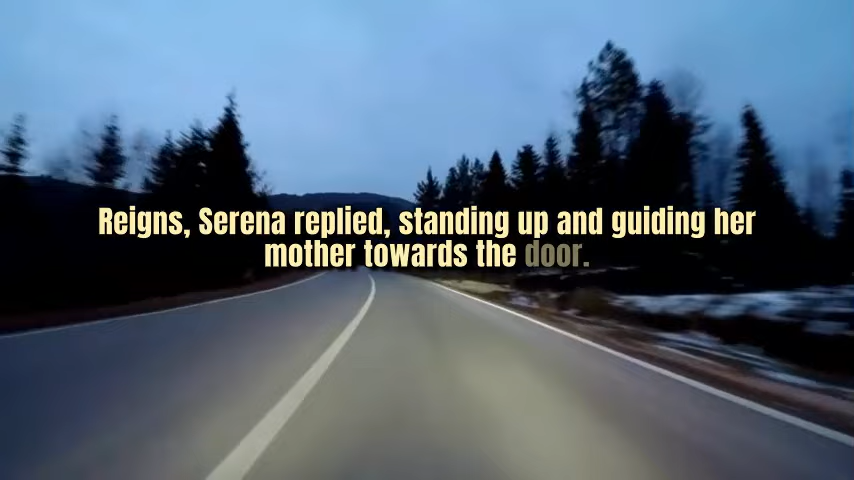 Reigns, Serena replied, standing up and guiding her
mother towards the door.